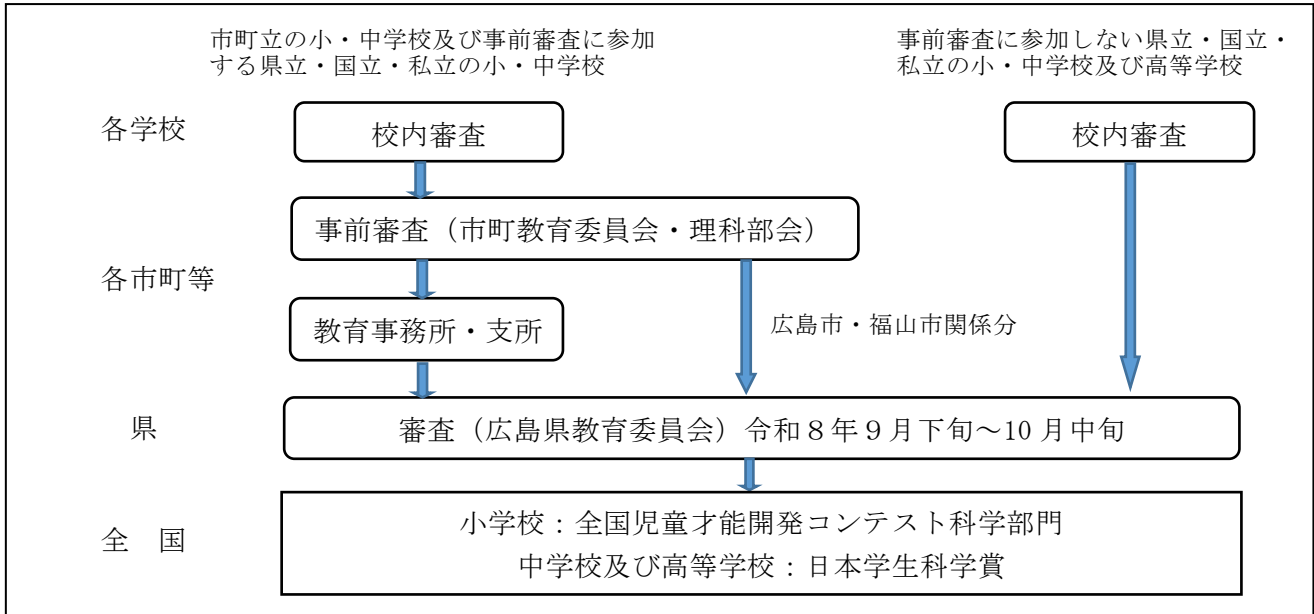 市町立の小・中学校及び事前審査に参加
する県立・国立・私立の小・中学校
事前審査に参加しない県立・国立・
私立の小・中学校及び高等学校
各学校
校内審査
校内審査
事前審査（市町教育委員会・理科部会）
各市町等
教育事務所・支所
広島市・福山市関係分
県
審査（広島県教育委員会）令和８年９月下旬～10 月中旬
全　国
小学校：全国児童才能開発コンテスト科学部門
中学校及び高等学校：日本学生科学賞